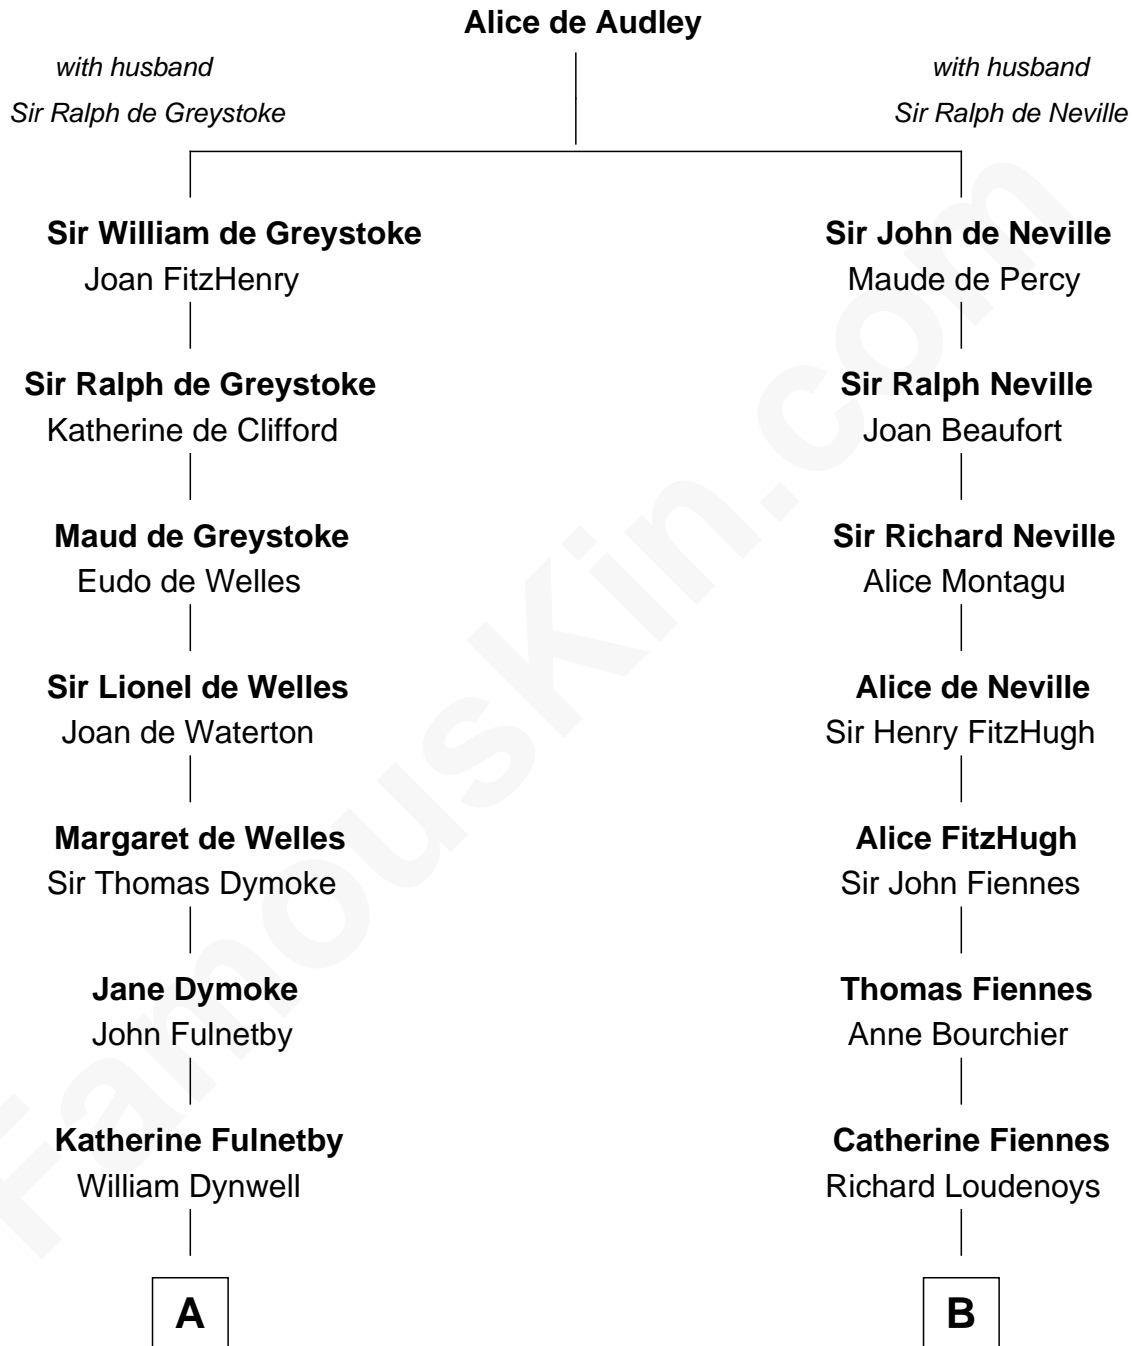 Alice de Audley
with husband
Sir Ralph de Greystoke
with husband
Sir Ralph de Neville
Sir William de Greystoke
Joan FitzHenry
Sir John de Neville
Maude de Percy
Sir Ralph de Greystoke
Katherine de Clifford
Sir Ralph Neville
Joan Beaufort
Maud de Greystoke
Eudo de Welles
Sir Richard Neville
Alice Montagu
Sir Lionel de Welles
Joan de Waterton
Alice de Neville
Sir Henry FitzHugh
Margaret de Welles
Sir Thomas Dymoke
Alice FitzHugh
Sir John Fiennes
Jane Dymoke
John Fulnetby
Thomas Fiennes
Anne Bourchier
Katherine Fulnetby
William Dynwell
Catherine Fiennes
Richard Loudenoys
A
B
FamousKin.com